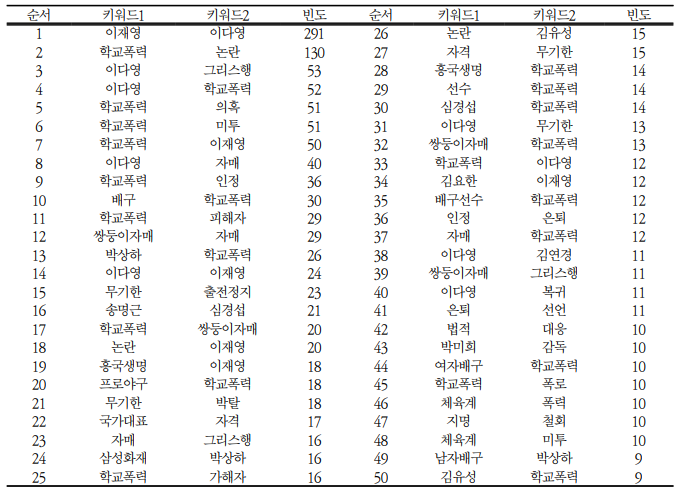 순서 키워드1 키워드2 빈도 순서 키워드1 키워드2 빈도
1 이재영 이다영 291 26 논란 김유성 15
2 학교폭력 논란 130 27 자격 무기한 15
3 이다영 그리스행 53 28 흥국생명 학교폭력 14
4 이다영 학교폭력 52 29 선수 학교폭력 14
5 학교폭력 의혹 51 30 심경섭 학교폭력 14
6 학교폭력 미투 51 31 이다영 무기한 13
7 학교폭력 이재영 50 32 쌍둥이자매 학교폭력 13
8 이다영 자매 40 33 학교폭력 이다영 12
9 학교폭력 인정 36 34 김요한 이재영 12
10 배구 학교폭력 30 35 배구선수 학교폭력 12
11 학교폭력 피해자 29 36 인정 은퇴 12
12 쌍둥이자매 자매 29 37 자매 학교폭력 12
13 박상하 학교폭력 26 38 이다영 김연경 11
14 이다영 이재영 24 39 쌍둥이자매 그리스행 11
15 무기한 출전정지 23 40 이다영 복귀 11
16 송명근 심경섭 21 41 은퇴 선언 11
17 학교폭력 쌍둥이자매 20 42 법적 대응 10
18 논란 이재영 20 43 박미희 감독 10
19 흥국생명 이재영 18 44 여자배구 학교폭력 10
20 프로야구 학교폭력 18 45 학교폭력 폭로 10
21 무기한 박탈 18 46 체육계 폭력 10
22 국가대표 자격 17 47 지명 철회 10
23 자매 그리스행 16 48 체육계 미투 10
24 삼성화재 박상하 16 49 남자배구 박상하 9
25 학교폭력 가해자 16 50 김유성 학교폭력 9